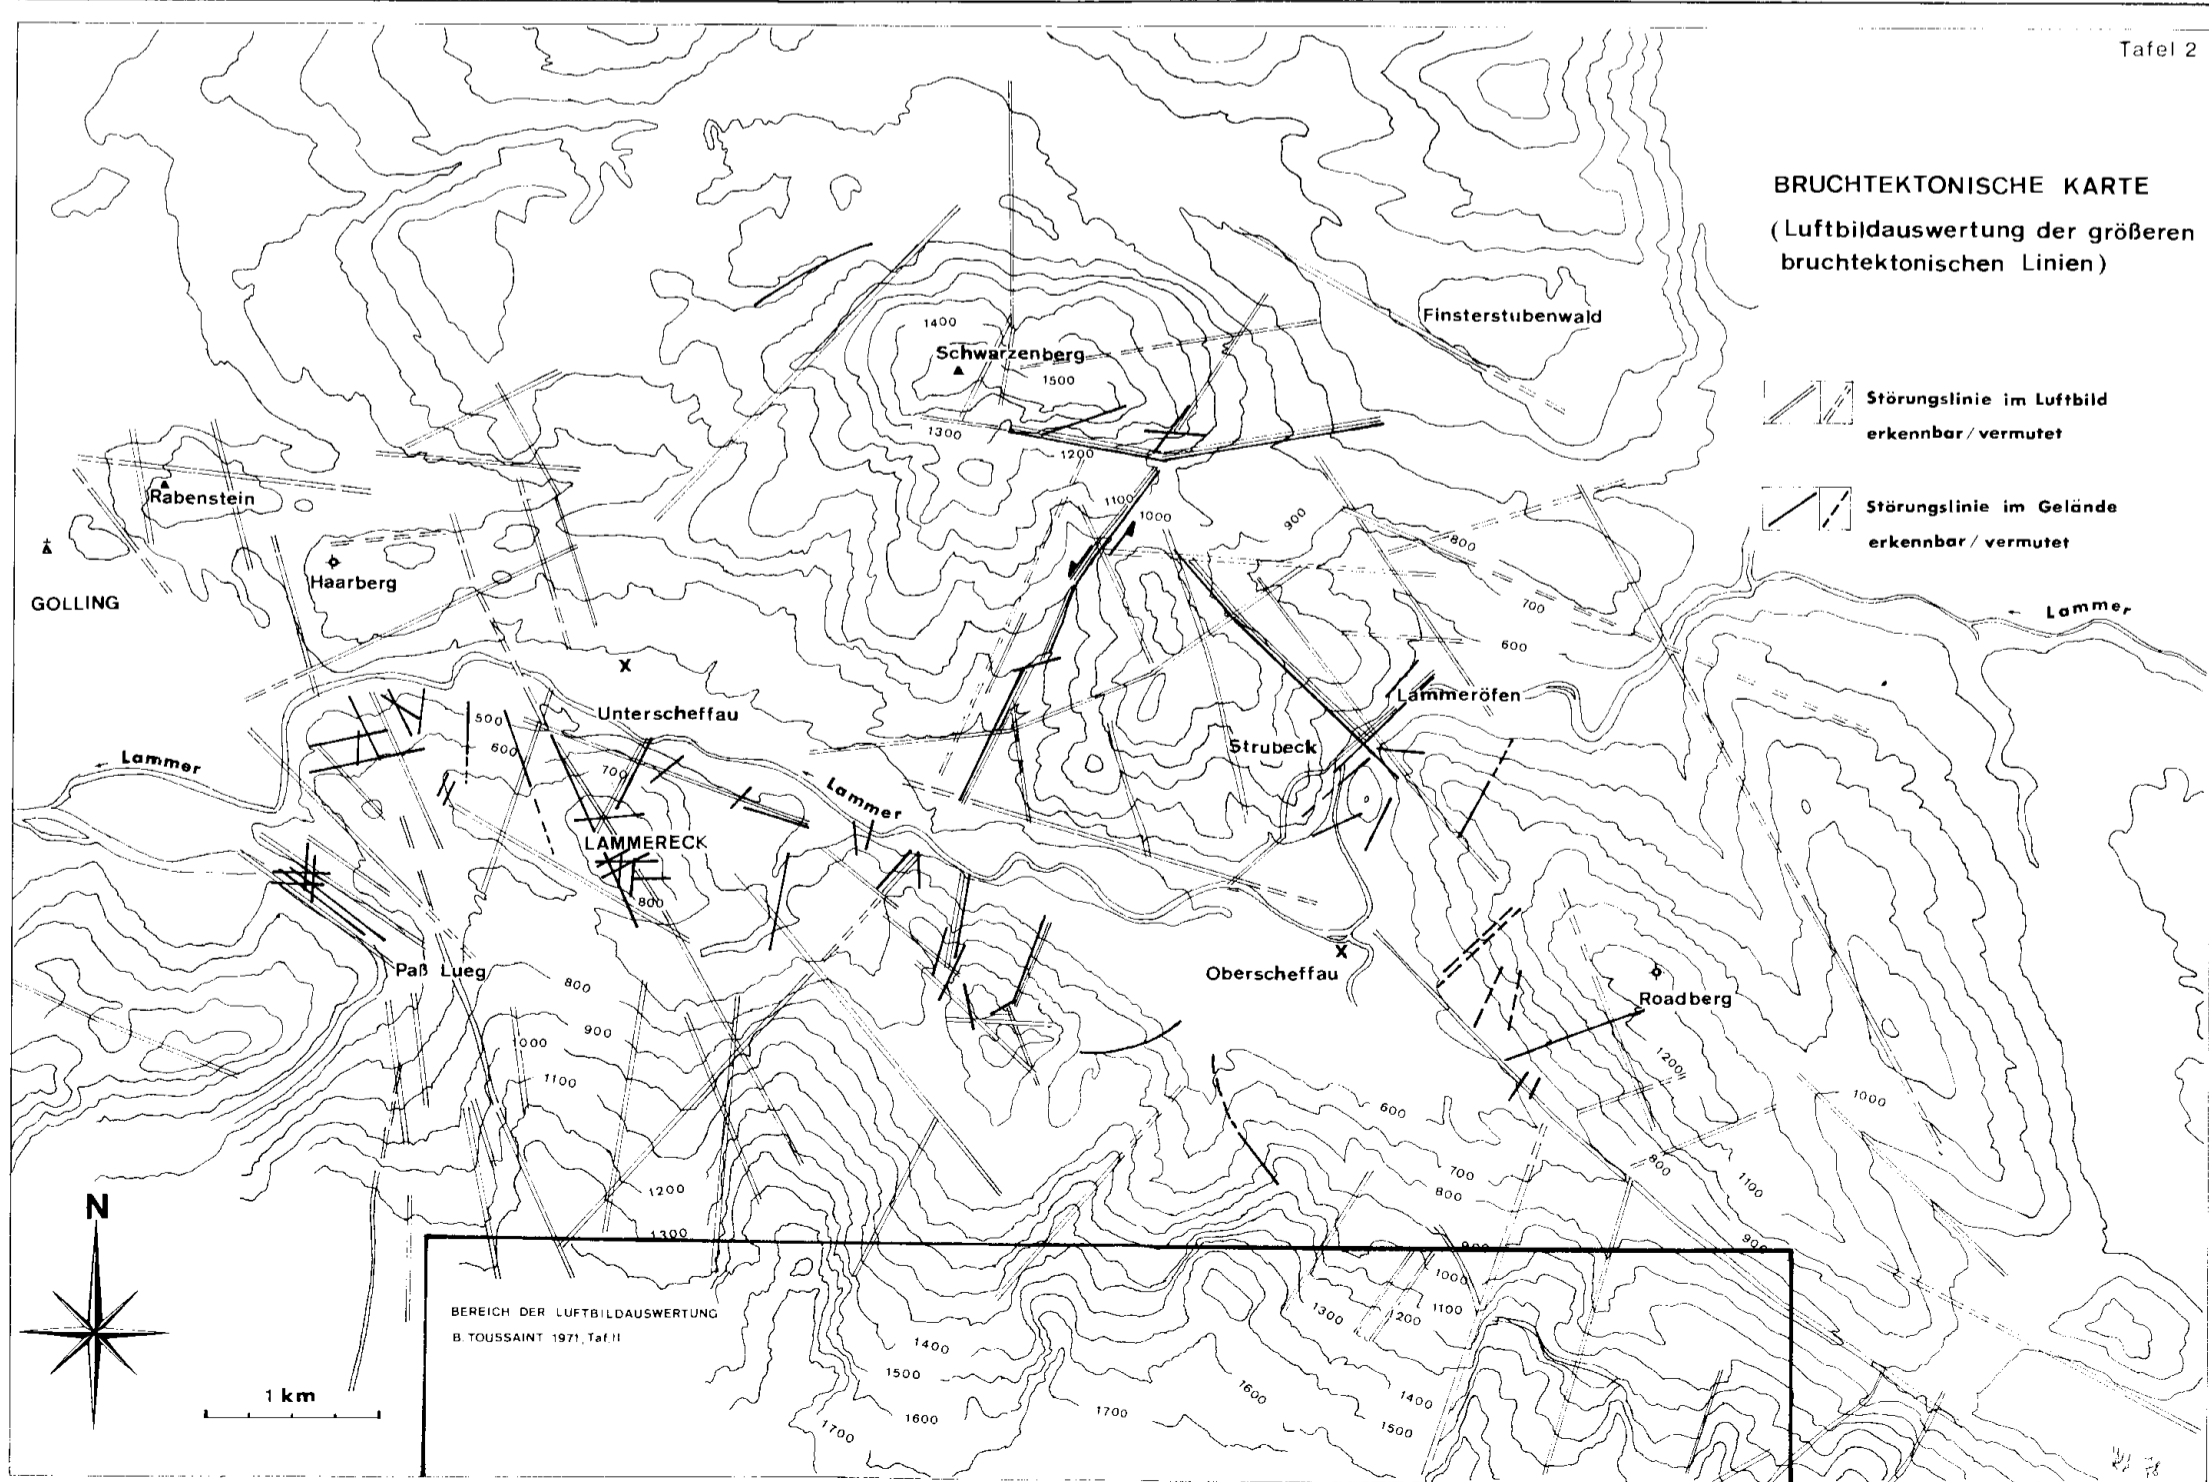 Tafel 2
BRUCHTEKTONISCHE KARTE
(Luftbildauswertung der größeren
bruchtektonischen Linien)
Störungslinie im Luftbild
erkennbar / vermutet
Störungslinie im Gelände
erkennbar / vermutet
Finsterstubenwald
1400
Schwarzenberg
1500
1300
1200
1100
1000
900
800
700
600
Rabenstein
Haarberg
GOLLING
Lammer
Unterscheffau
500
600
700
Lammeröfen
Strubeck
Lammer
Lammer
LAMMERECK
800
Paß Lueg
Oberscheffau
Roadberg
800
900
1000
1100
1200
1300
1200
1000
600
700
800
800
1100
900
900
1000
1100
1200
1300
N
1 km
BEREICH DER LUFTBILDAUSWERTUNG
B. TOUSSAINT 1971, Taf. II
1400
1500
1600
1700
1700
1600
1400
1500